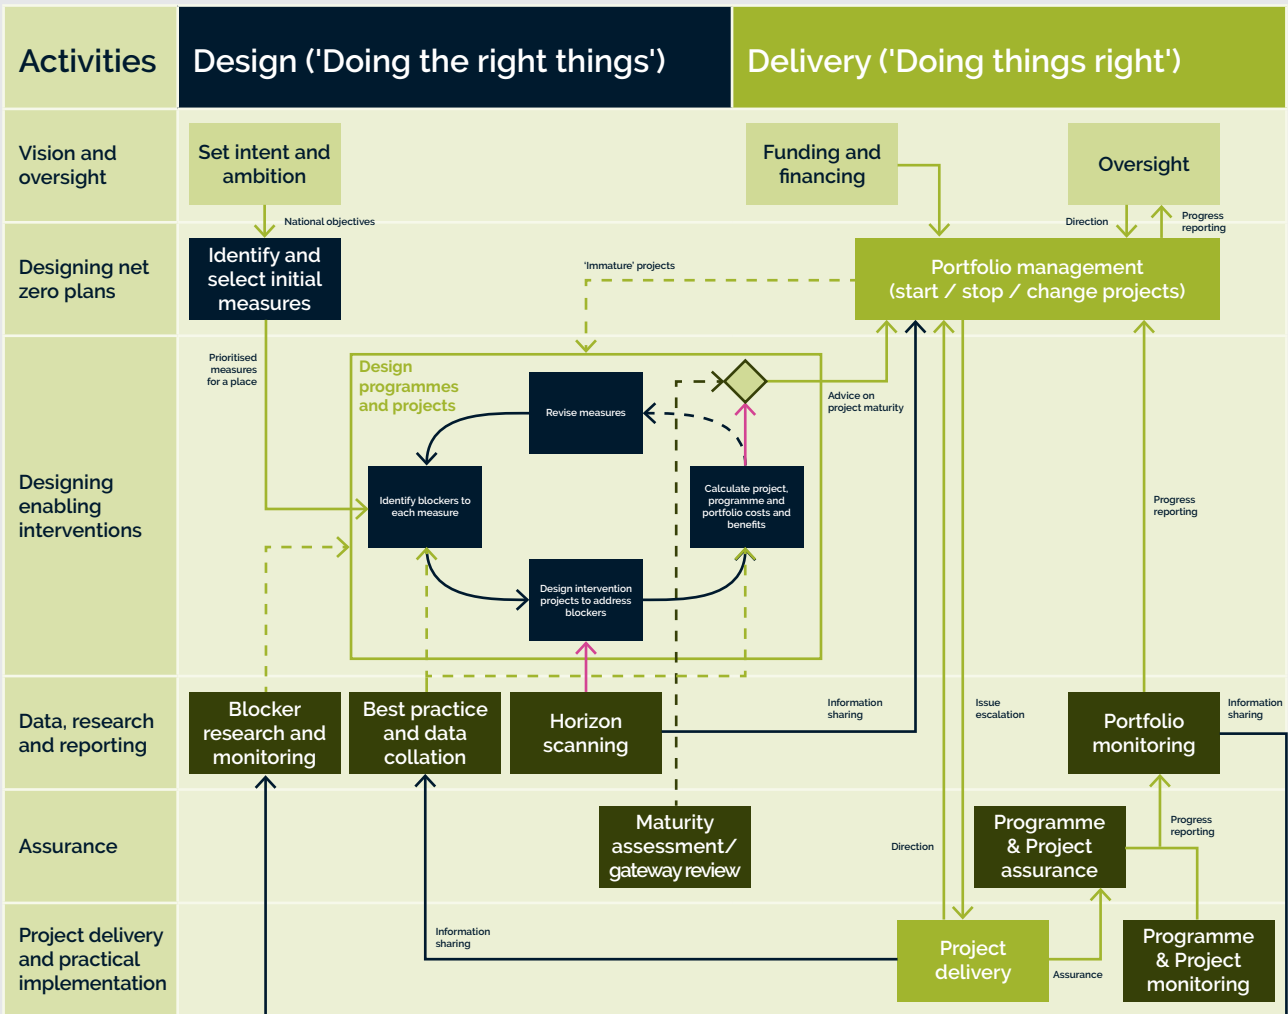 Activities
Design ('Doing the right things')
Delivery ('Doing things right')
Vision and
oversight
Set intent and
ambition
Funding and
financing
Oversight
National objectives
Direction
Progress
reporting
Designing net
zero plans
Identify and
select initial
measures
'Immature' projects
Portfolio management
(start / stop / change projects)
Prioritised
measures
for a place
Design
programmes
and projects
Revise measures
Advice on
project maturity
Designing
enabling
interventions
Identify blockers to
each measure
Calculate project,
programme and
portfolio costs and
benefits
Progress
reporting
Design intervention
projects to address
blockers
Data, research
and reporting
Blocker
research and
monitoring
Best practice
and data
collation
Horizon
scanning
Information
sharing
Issue
escalation
Portfolio
monitoring
Information
sharing
Assurance
Maturity
assessment/
gateway review
Direction
Programme
& Project
assurance
Progress
reporting
Project delivery
and practical
implementation
Information
sharing
Project
delivery
Assurance
Programme
& Project
monitoring